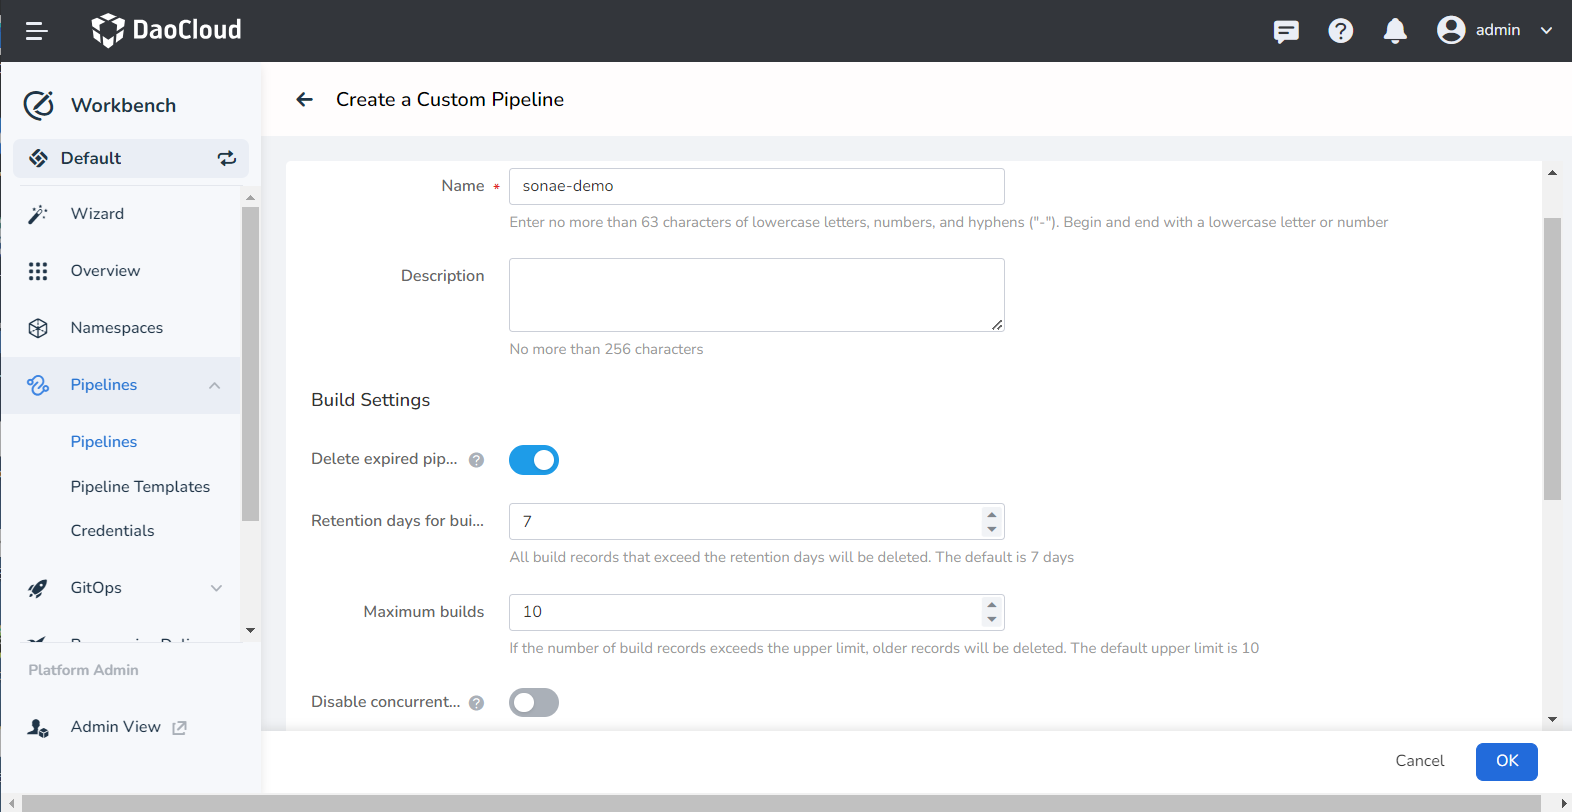 DaoCloud
admin
Workbench
Default
Wizard
Overview
Namespaces
Pipelines
Pipelines
Pipeline Templates
Credentials
GitOps
Platform Admin
Admin View
Create a Custom Pipeline
Name *
sonae-demo
Enter no more than 63 characters of lowercase letters, numbers, and hyphens ("-"). Begin and end with a lowercase letter or number
Description
No more than 256 characters
Build Settings
Delete expired pip...
Retention days for bui...
7
All build records that exceed the retention days will be deleted. The default is 7 days
Maximum builds
10
If the number of build records exceeds the upper limit, older records will be deleted. The default upper limit is 10
Disable concurrent...
Cancel
OK